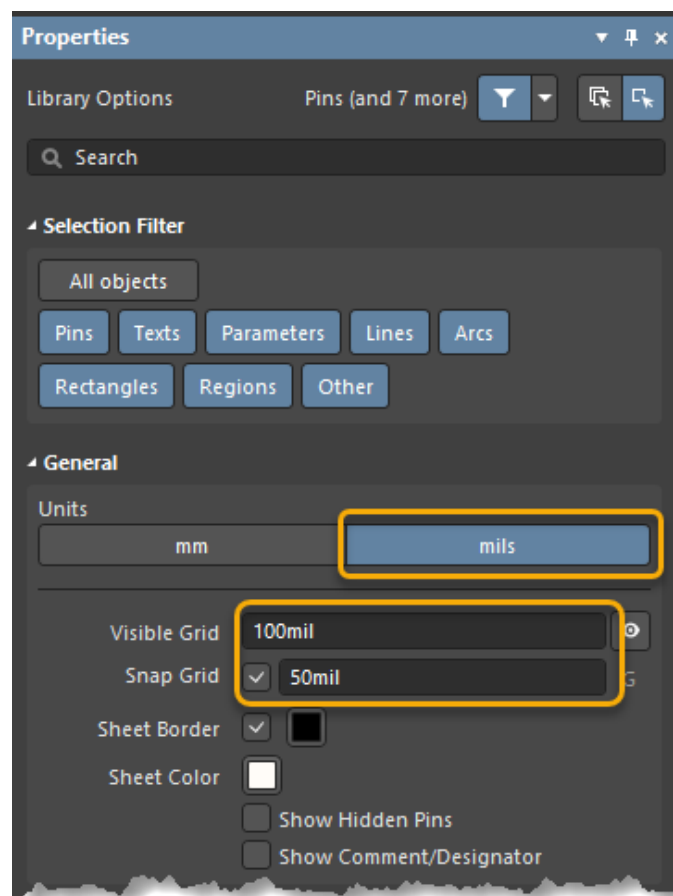 Properties
Library Options Pins (and 7 more)
Search
Selection Filter
All objects
Pins Texts Parameters Lines Arcs
Rectangles Regions Other
General
Units
mm mils
Visible Grid 100mil
Snap Grid 50mil G
Sheet Border
Sheet Color
Show Hidden Pins
Show Comment/Designator